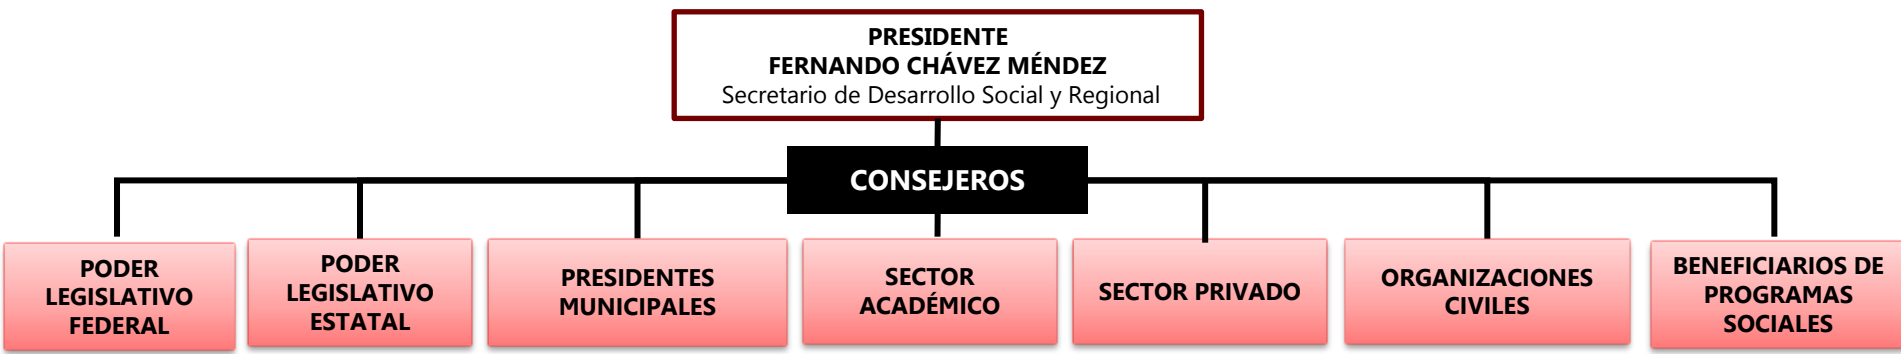 PRESIDENTE
FERNANDO CHÁVEZ MÉNDEZ
Secretario de Desarrollo Social y Regional
CONSEJEROS
PODER
LEGISLATIVO
FEDERAL
PODER
LEGISLATIVO
ESTATAL
PRESIDENTES
MUNICIPALES
SECTOR
ACADÉMICO
SECTOR PRIVADO
ORGANIZACIONES
CIVILES
BENEFICIARIOS DE
PROGRAMAS
SOCIALES